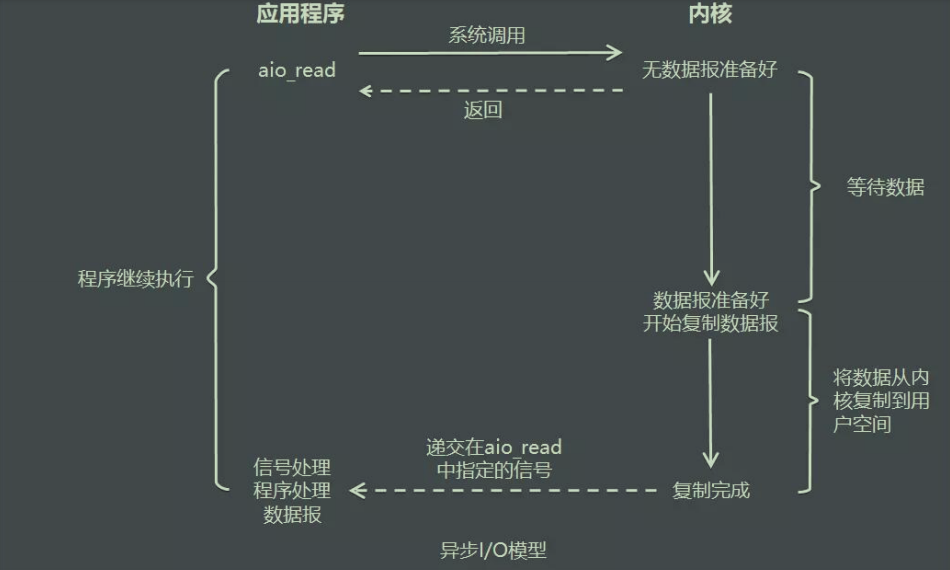 应用程序
内核
系统调用
aio_read
无数据报准备好
返回
等待数据
程序继续执行
数据报准备好
开始复制数据报
将数据从内
核复制到用
户空间
递交在aio_read
中指定的信号
信号处理
程序处理
数据报
复制完成
异步I/O模型